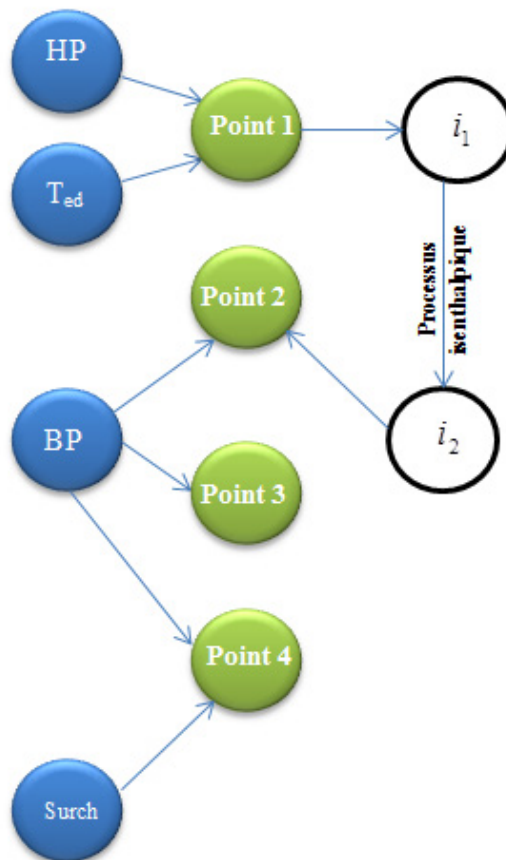 HP
Point 1
i₁
Tₑd
Processus
isenthalpique
Point 2
BP
i₂
Point 3
Point 4
Surch